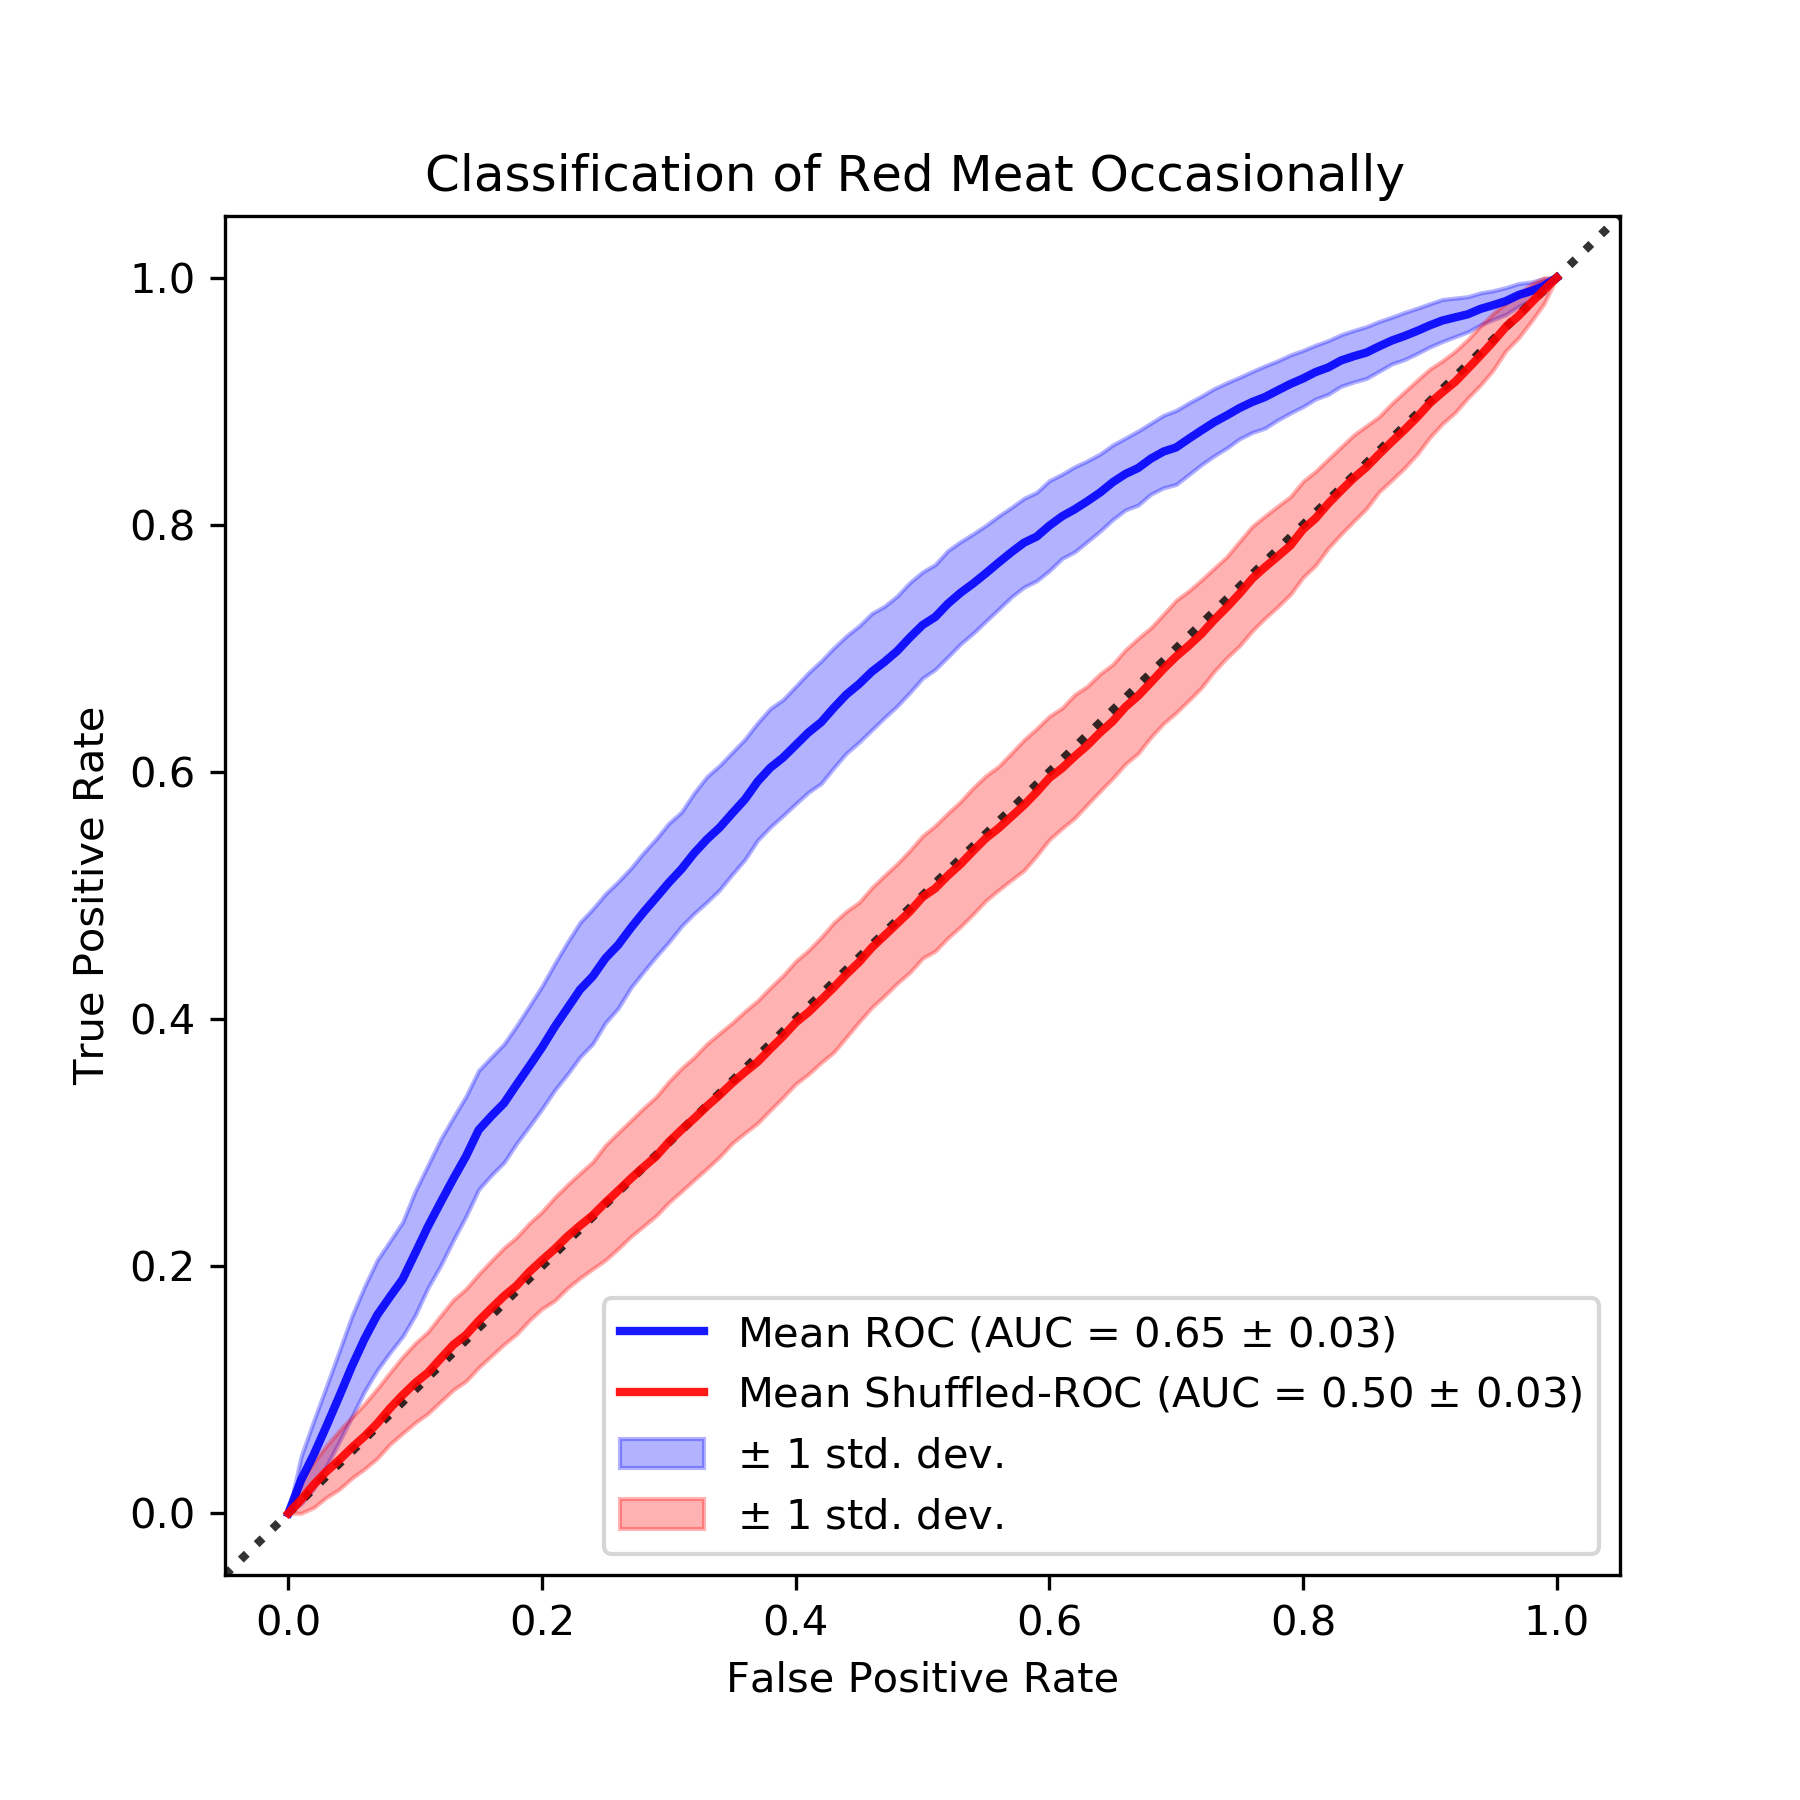 Classification of Red Meat Occasionally
1.0
0.8
0.6
0.4
0.2
0.0
True Positive Rate
Mean ROC (AUC = 0.65 ± 0.03)
Mean Shuffled-ROC (AUC = 0.50 ± 0.03)
± 1 std. dev.
± 1 std. dev.
0.0 0.2 0.4 0.6 0.8 1.0
False Positive Rate